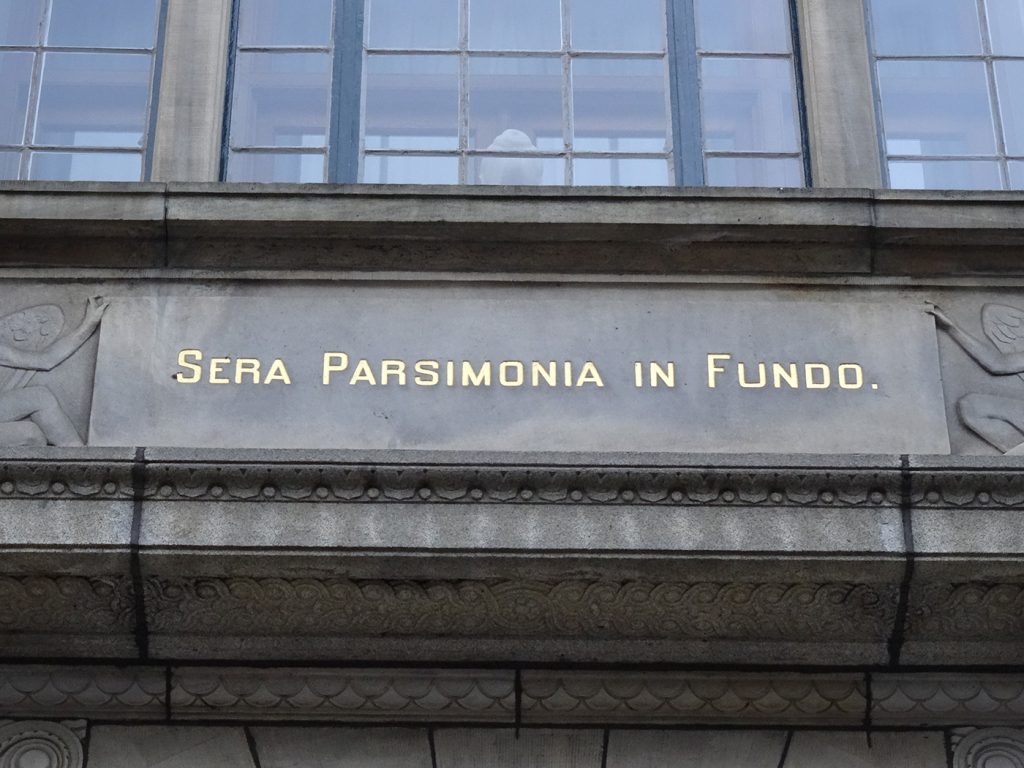 Sera Parsimonia in Fundo.